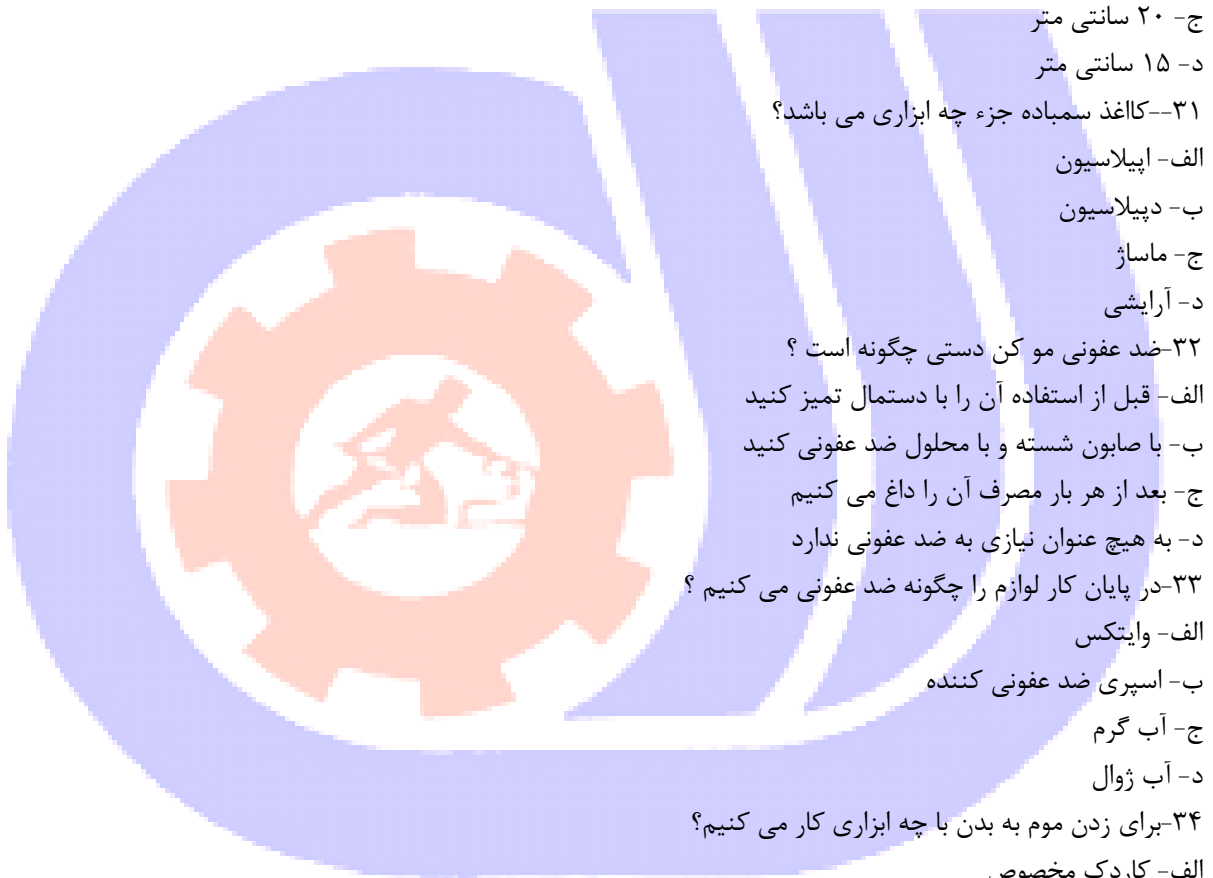 ج- ۲۰ سانتی متر
د- ۱۵ سانتی متر
۳۱--کااغذ سمباده جزء چه ابزاری می باشد؟
الف- اپیلاسیون
ب- دپیلاسیون
ج- ماساژ
د- آرایشی
۳۲-ضد عفونی مو کن دستی چگونه است ؟
الف- قبل از استفاده آن را با دستمال تمیز کنید
ب- با صابون شسته و با محلول ضد عفونی کنید
ج- بعد از هر بار مصرف آن را داغ می کنیم
د- به هیچ عنوان نیازی به ضد عفونی ندارد
۳۳-در پایان کار لوازم را چگونه ضد عفونی می کنیم ؟
الف- وایتکس
ب- اسپری ضد عفونی کننده
ج- آب گرم
د- آب ژوال
۳۴-برای زدن موم به بدن با چه ابزاری کار می کنیم؟
الف- کاردک مخصوص